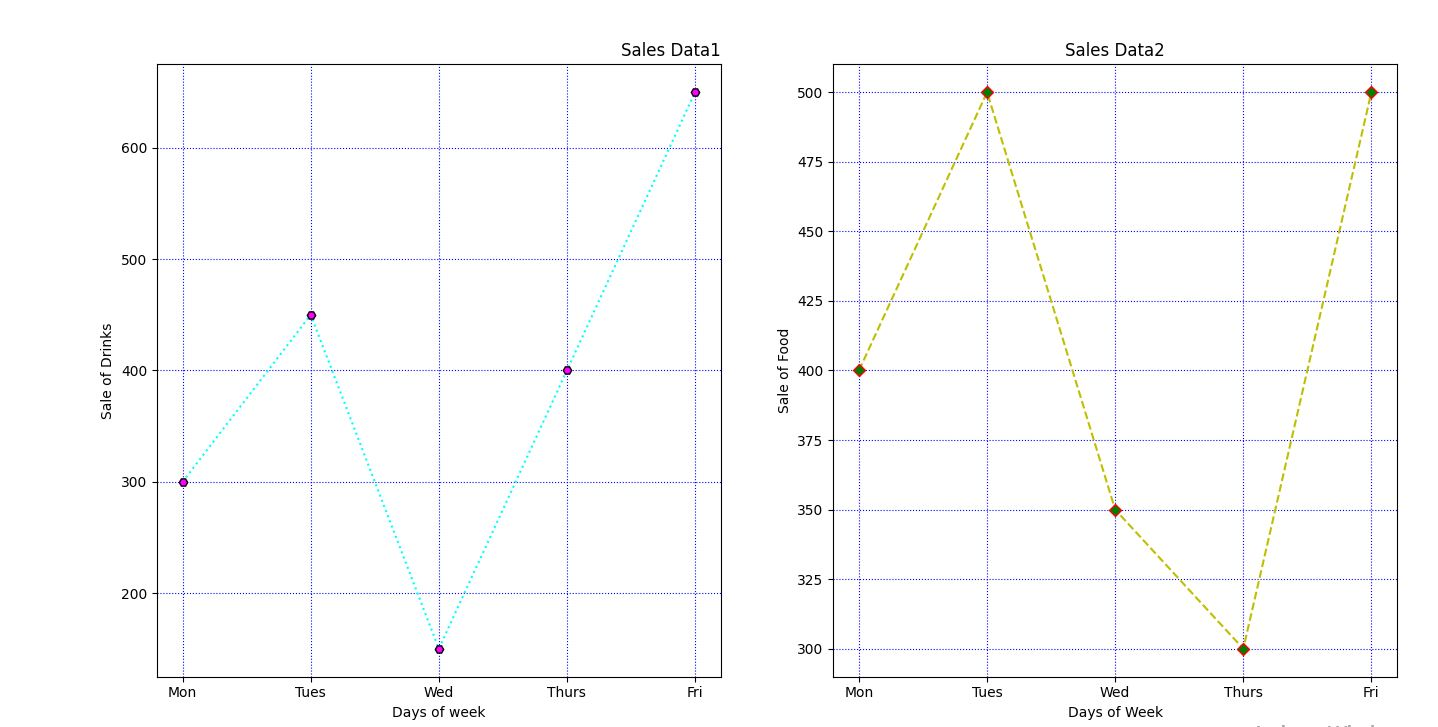 Sales Data1
600
500
400
300
200
Sale of Drinks
Mon Tues Wed Thurs Fri
Days of week
Sales Data2
500
475
450
425
400
375
350
325
300
Sale of Food
Mon Tues Wed Thurs Fri
Days of Week